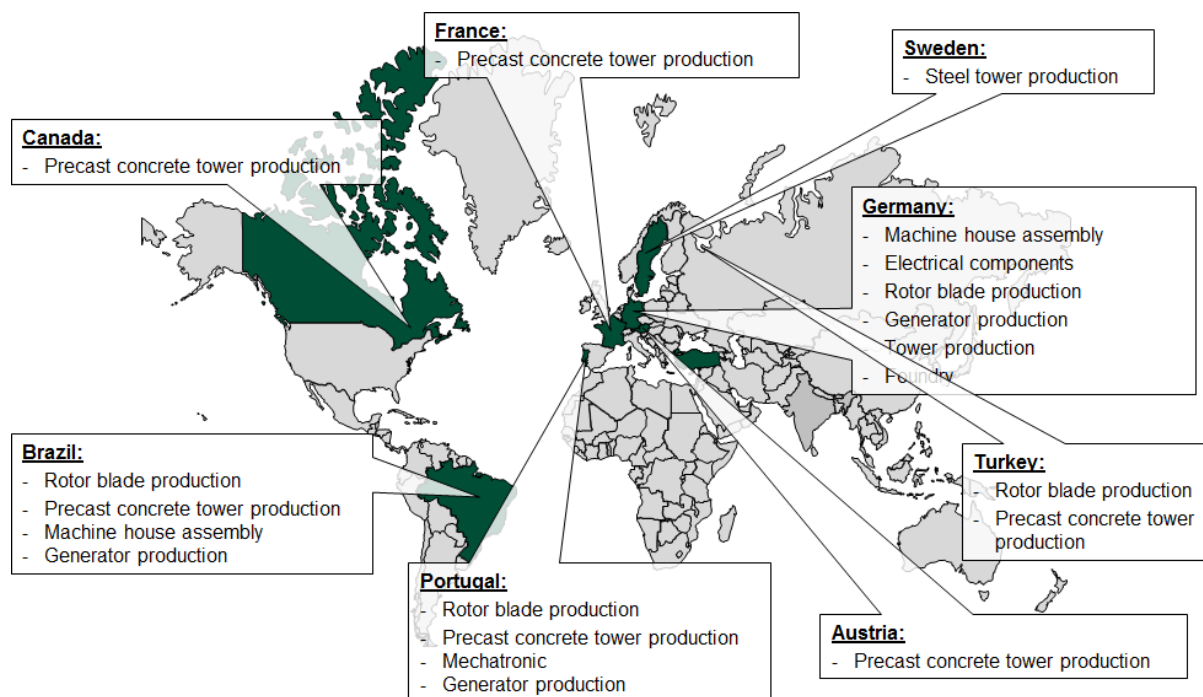 France:
- Precast concrete tower production
Sweden:
- Steel tower production
Canada:
- Precast concrete tower production
Germany:
- Machine house assembly
- Electrical components
- Rotor blade production
- Generator production
- Tower production
- Foundry
Brazil:
- Rotor blade production
- Precast concrete tower production
- Machine house assembly
- Generator production
Turkey:
- Rotor blade production
- Precast concrete tower
production
Portugal:
- Rotor blade production
- Precast concrete tower production
- Mechatronic
- Generator production
Austria:
- Precast concrete tower production